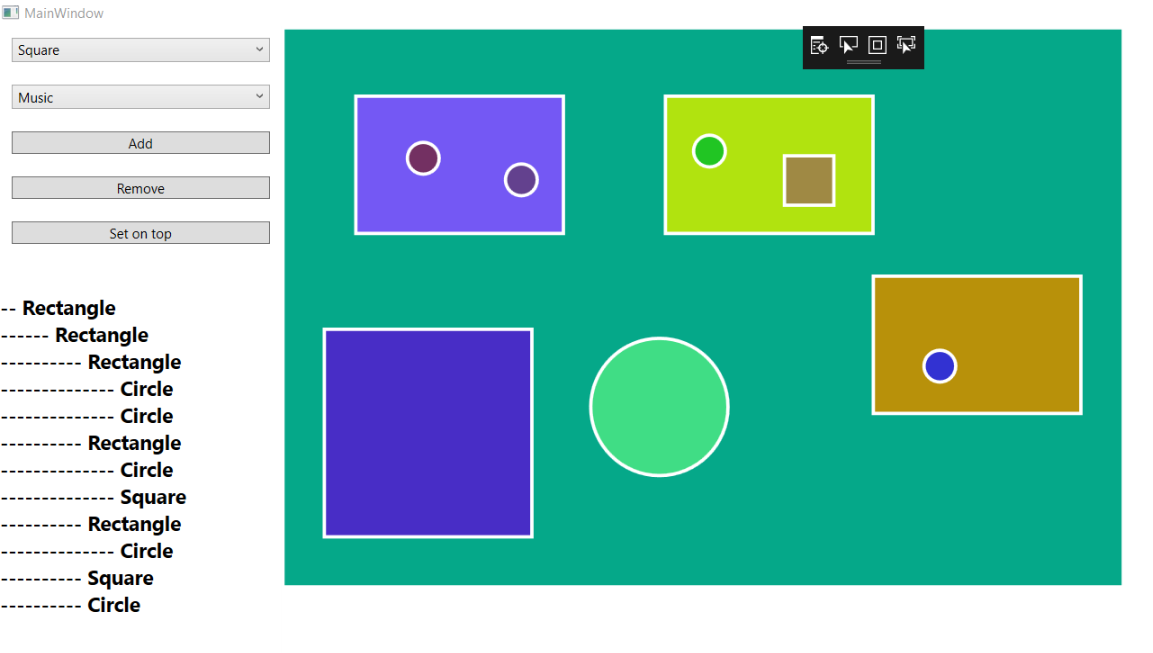 MainWindow
Square
Music
Add
Remove
Set on top
-- Rectangle
------ Rectangle
---------- Rectangle
-------------- Circle
-------------- Circle
---------- Rectangle
-------------- Circle
-------------- Square
---------- Rectangle
-------------- Circle
---------- Square
---------- Circle